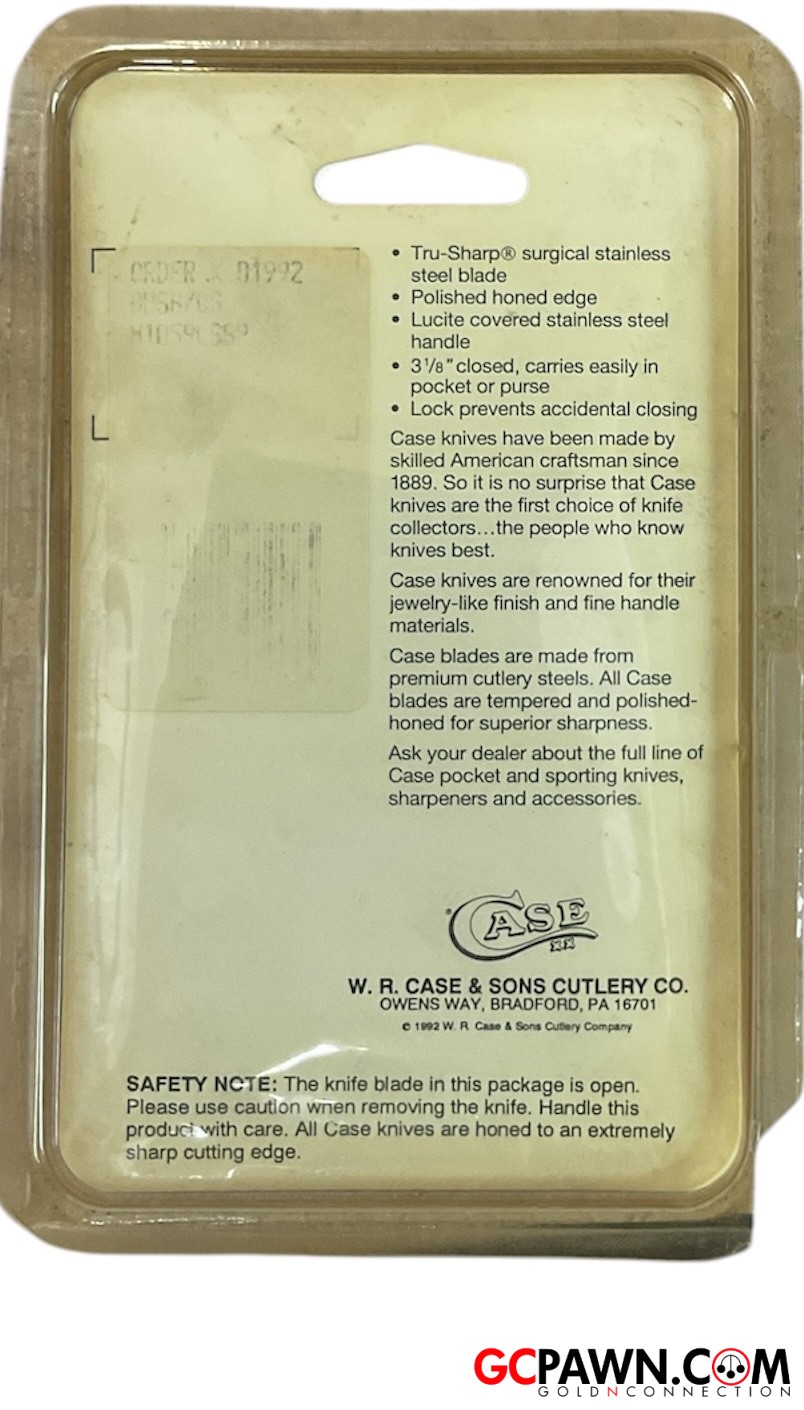 ORDER # 01992
• Tru-Sharp® surgical stainless
steel blade
• Polished honed edge
• Lucite covered stainless steel
handle
• 3 1/8" closed, carries easily in
pocket or purse
• Lock prevents accidental closing
Case knives have been made by
skilled American craftsman since
1889. So it is no surprise that Case
knives are the first choice of knife
collectors...the people who know
knives best.
Case knives are renowned for their
jewelry-like finish and fine handle
materials.
Case blades are made from
premium cutlery steels. All Case
blades are tempered and polished-
honed for superior sharpness.
Ask your dealer about the full line of
Case pocket and sporting knives,
sharpeners and accessories.
CASE
XX
W. R. CASE & SONS CUTLERY CO.
OWENS WAY, BRADFORD, PA 16701
© 1992 W. R. Case & Sons Cutlery Company
SAFETY NOTE: The knife blade in this package is open.
Please use caution when removing the knife. Handle this
product with care. All Case knives are honed to an extremely
sharp cutting edge.
GCPAWN.COM
GOLDNCONNECTION